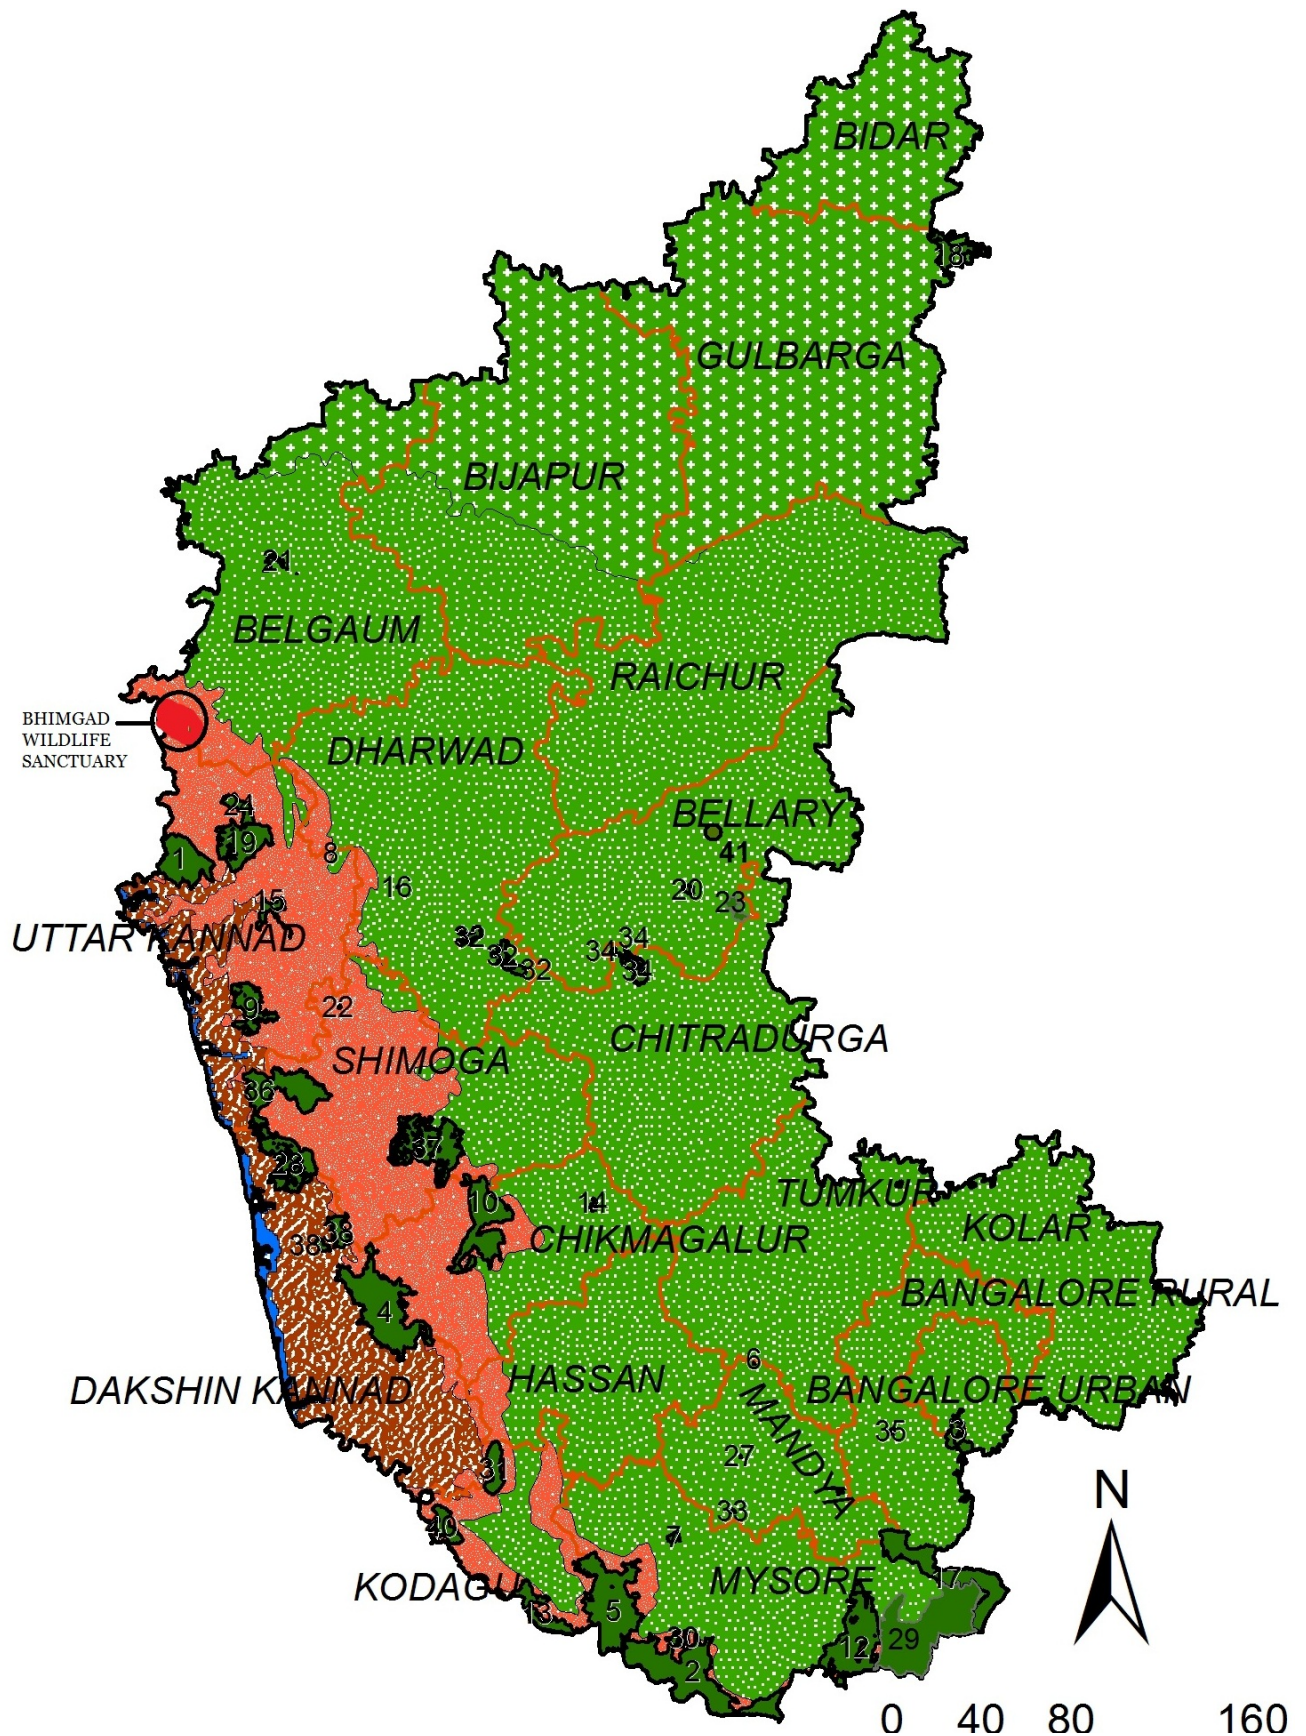 BIDAR
18
GULBARGA
BIJAPUR
21
BELGAUM
RAICHUR
BHIMGAD
WILDLIFE
SANCTUARY
DHARWAD
24
BELLARY
19
1
8
41
16
20
15
23
UTTAR KANNAD
32
32
32
34
34
34
9
22
CHITRADURGA
SHIMOGA
36
37
28
TUMKUR
10
14
KOLAR
38
38
CHIKMAGALUR
BANGALORE RURAL
4
6
DAKSHIN KANNAD
HASSAN
MANDYA
BANGALORE URBAN
35
3
27
31
33
N
40
7
KODAGU
MYSORE
17
13
5
30
12
29
2
0 40 80 160